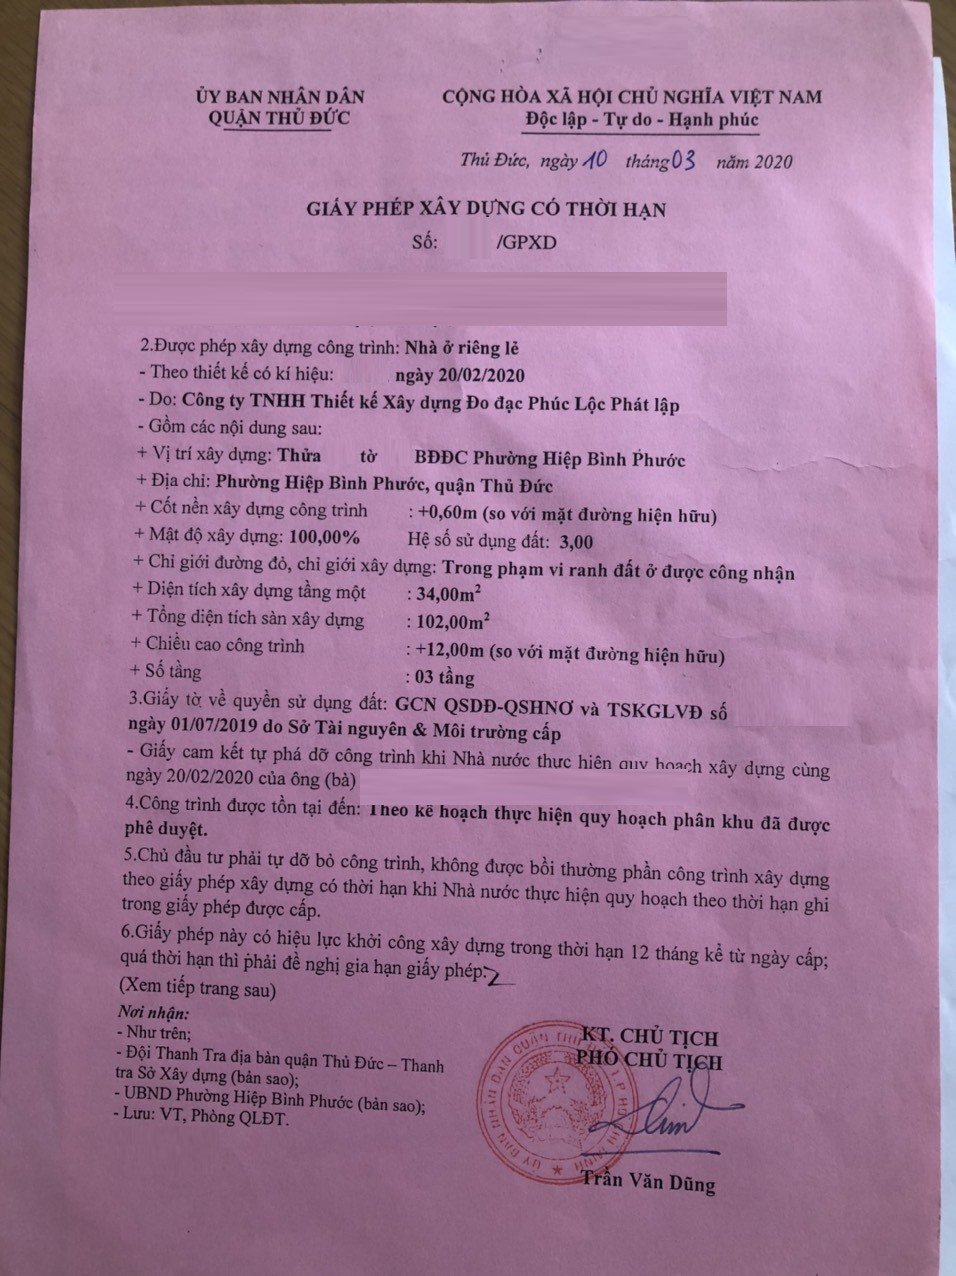 ỦY BAN NHÂN DÂN
QUẬN THỦ ĐỨC
CỘNG HÒA XÃ HỘI CHỦ NGHĨA VIỆT NAM
Độc lập - Tự do - Hạnh phúc
Thủ Đức, ngày 10 tháng 03 năm 2020
GIẤY PHÉP XÂY DỰNG CÓ THỜI HẠN
Số: /GPXD
2.Được phép xây dựng công trình: Nhà ở riêng lẻ
- Theo thiết kế có kí hiệu: ngày 20/02/2020
- Do: Công ty TNHH Thiết kế Xây dựng Đo đạc Phúc Lộc Phát lập
- Gồm các nội dung sau:
+ Vị trí xây dựng: Thửa tờ BĐĐC Phường Hiệp Bình Phước
+ Địa chỉ: Phường Hiệp Bình Phước, quận Thủ Đức
+ Cốt nền xây dựng công trình : +0,60m (so với mặt đường hiện hữu)
+ Mật độ xây dựng: 100,00% Hệ số sử dụng đất: 3,00
+ Chỉ giới đường đỏ, chỉ giới xây dựng: Trong phạm vi ranh đất ở được công nhận
+ Diện tích xây dựng tầng một : 34,00m²
+ Tổng diện tích sàn xây dựng : 102,00m²
+ Chiều cao công trình : +12,00m (so với mặt đường hiện hữu)
+ Số tầng : 03 tầng
3.Giấy tờ về quyền sử dụng đất: GCN QSDĐ-QSHNƠ và TSKGLVĐ số
ngày 01/07/2019 do Sở Tài nguyên & Môi trường cấp
- Giấy cam kết tự phá dỡ công trình khi Nhà nước thực hiện quy hoạch xây dựng cùng
ngày 20/02/2020 của ông (bà)
4.Công trình được tồn tại đến: Theo kế hoạch thực hiện quy hoạch phân khu đã được
phê duyệt.
5.Chủ đầu tư phải tự dỡ bỏ công trình, không được bồi thường phần công trình xây dựng
theo giấy phép xây dựng có thời hạn khi Nhà nước thực hiện quy hoạch theo thời hạn ghi
trong giấy phép được cấp.
6.Giấy phép này có hiệu lực khởi công xây dựng trong thời hạn 12 tháng kể từ ngày cấp;
quá thời hạn thì phải đề nghị gia hạn giấy phép.
(Xem tiếp trang sau)
Nơi nhận:
- Như trên;
- Đội Thanh Tra địa bàn quận Thủ Đức – Thanh
tra Sở Xây dựng (bản sao);
- UBND Phường Hiệp Bình Phước (bản sao);
- Lưu: VT, Phòng QLĐT.
KT. CHỦ TỊCH
PHÓ CHỦ TỊCH
Trần Văn Dũng